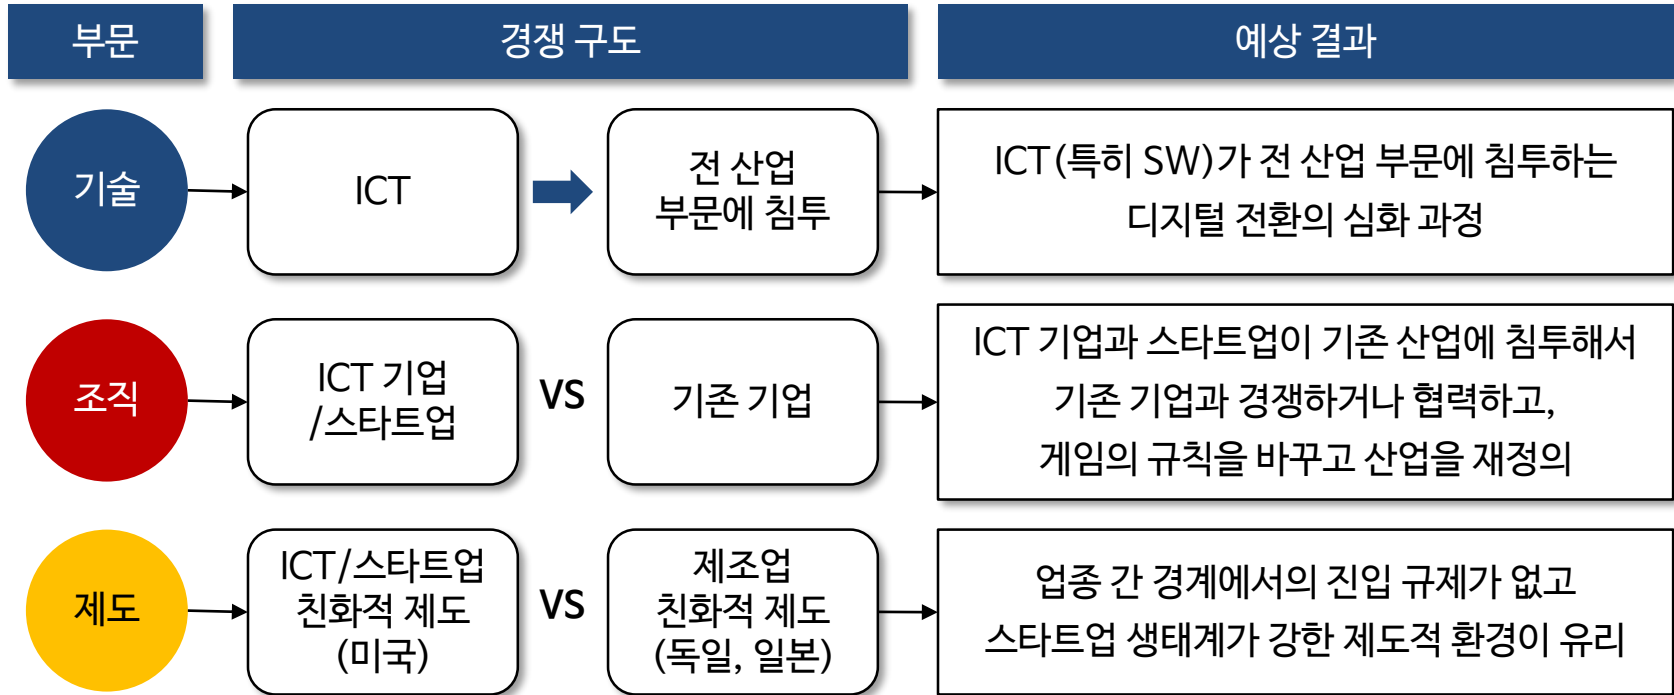 부문
경쟁 구도
예상 결과
기술
ICT
전 산업
부문에 침투
ICT(특히 SW)가 전 산업 부문에 침투하는
디지털 전환의 심화 과정
조직
ICT 기업
/스타트업
VS
기존 기업
ICT 기업과 스타트업이 기존 산업에 침투해서
기존 기업과 경쟁하거나 협력하고,
게임의 규칙을 바꾸고 산업을 재정의
제도
ICT/스타트업
친화적 제도
(미국)
VS
제조업
친화적 제도
(독일, 일본)
업종 간 경계에서의 진입 규제가 없고
스타트업 생태계가 강한 제도적 환경이 유리